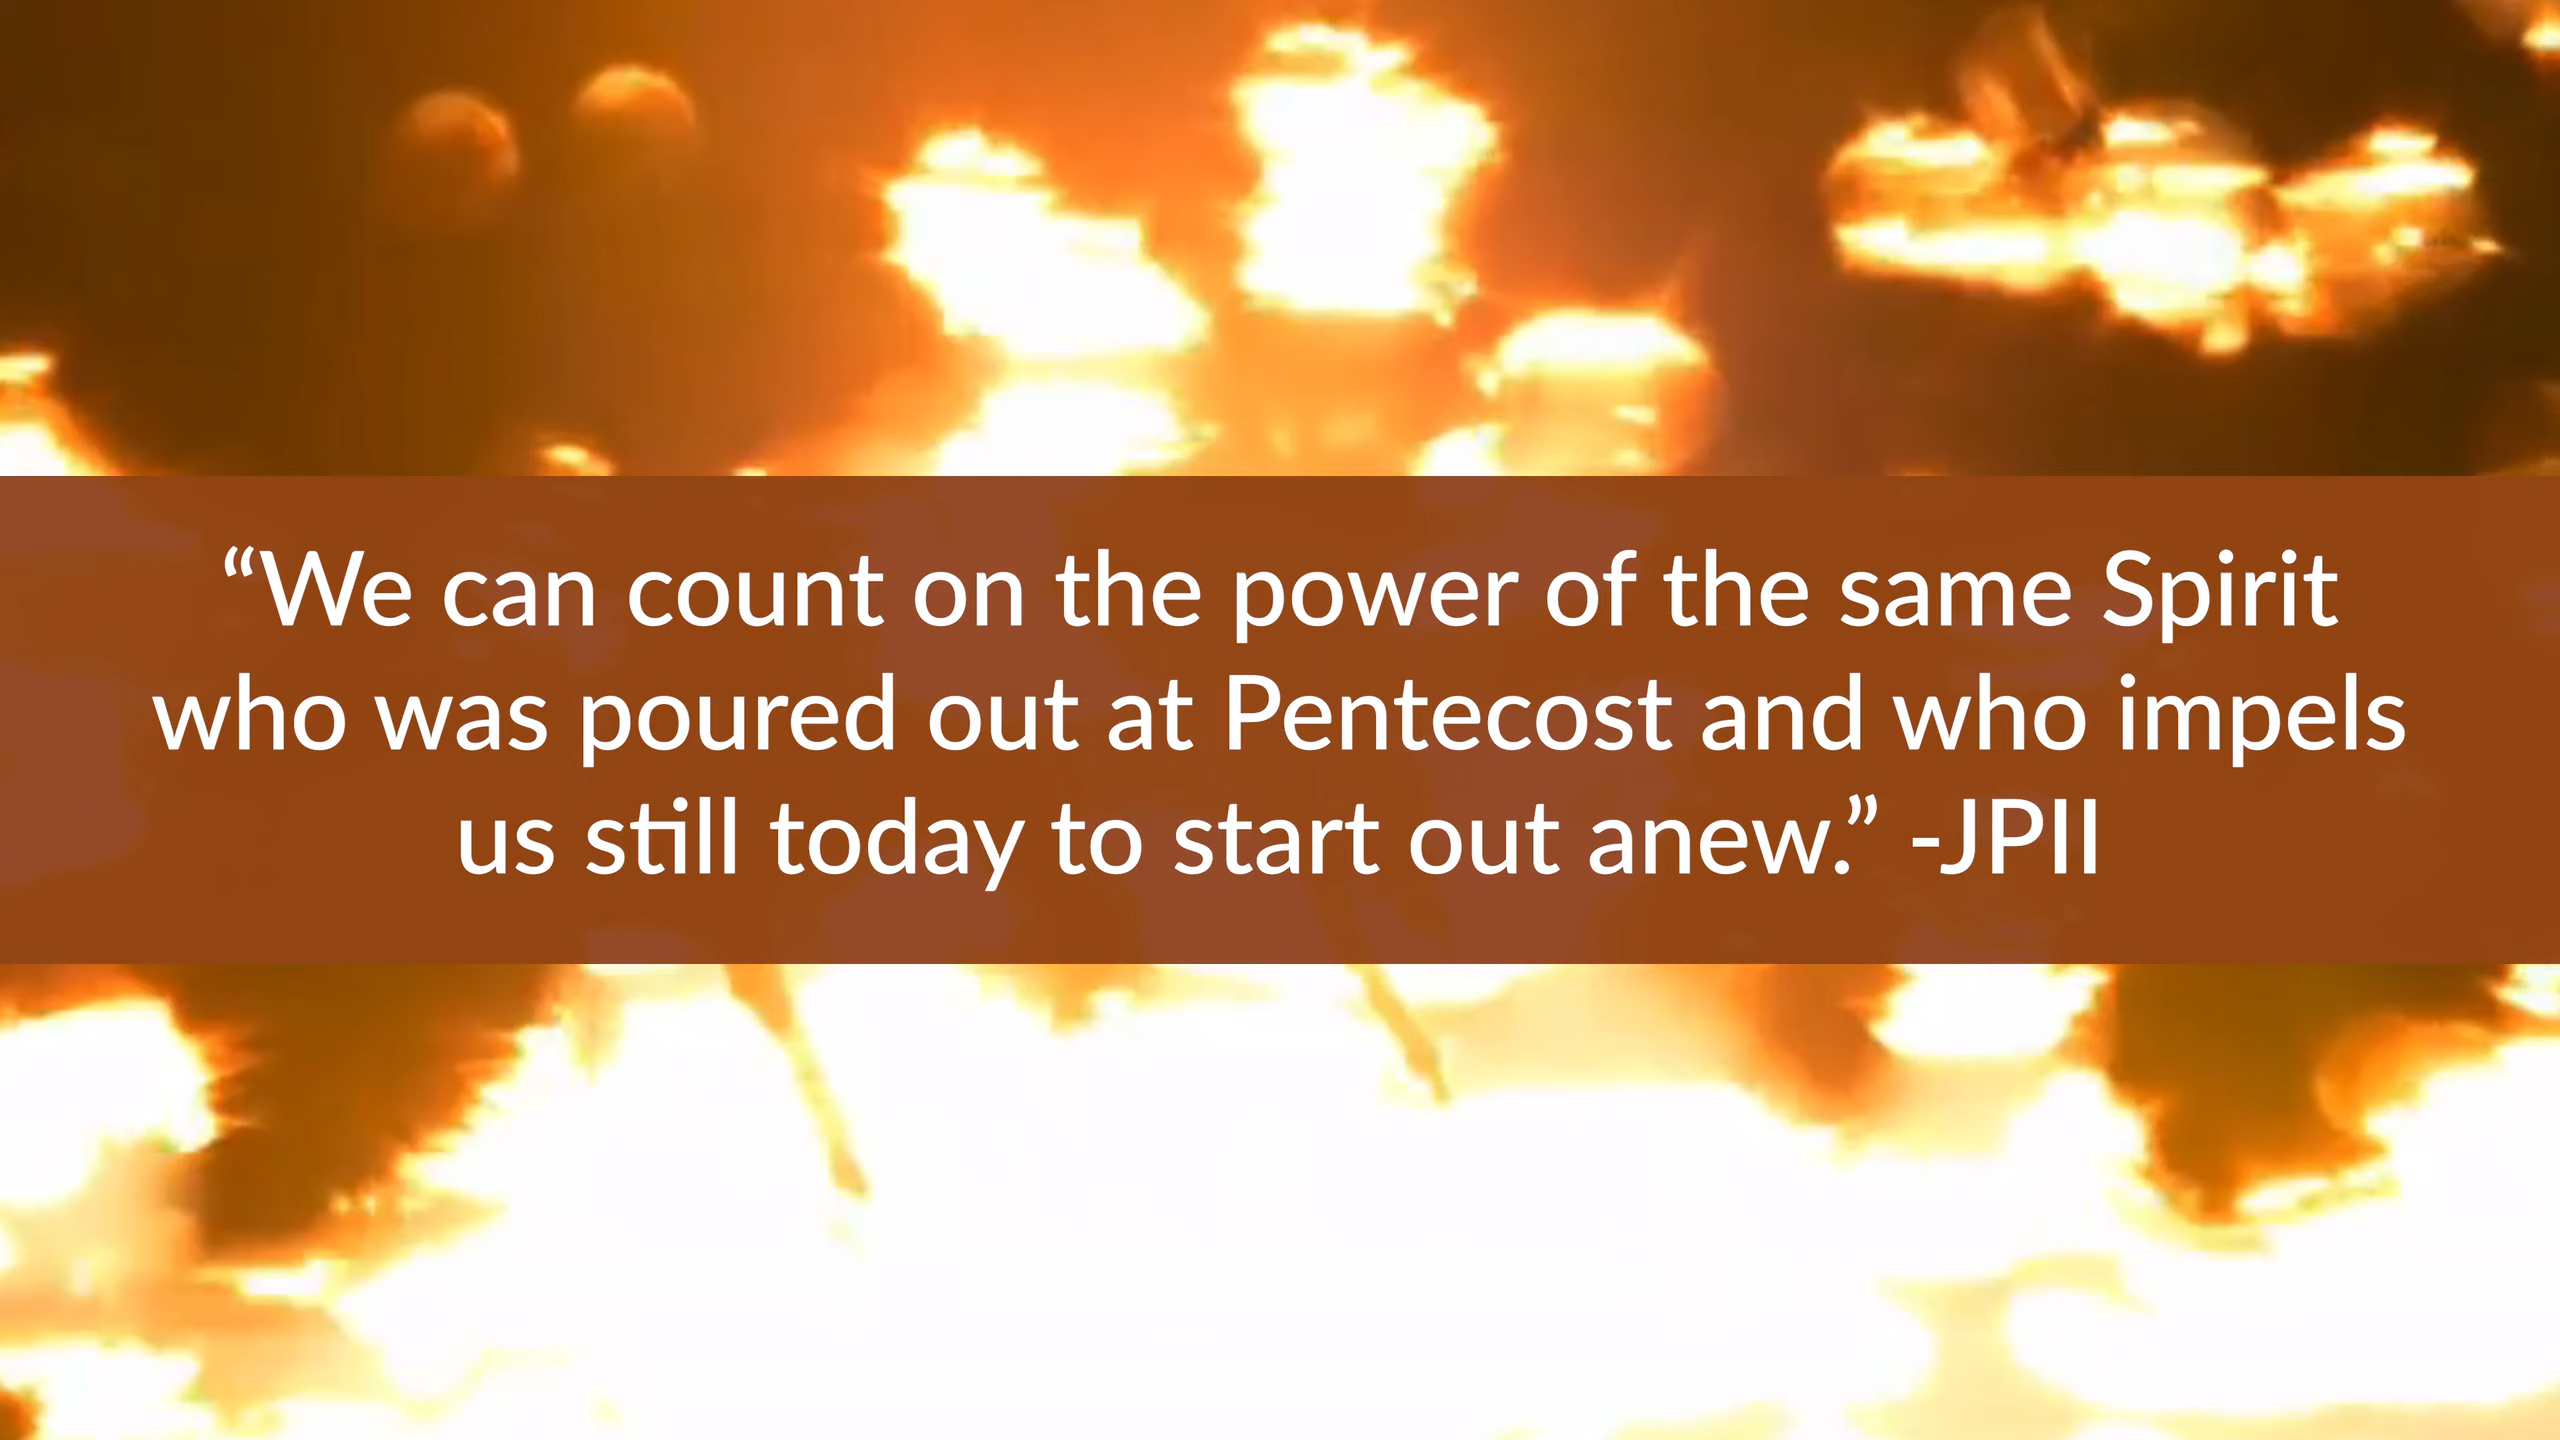 “We can count on the power of the same Spirit
who was poured out at Pentecost and who impels
us still today to start out anew.” -JPII